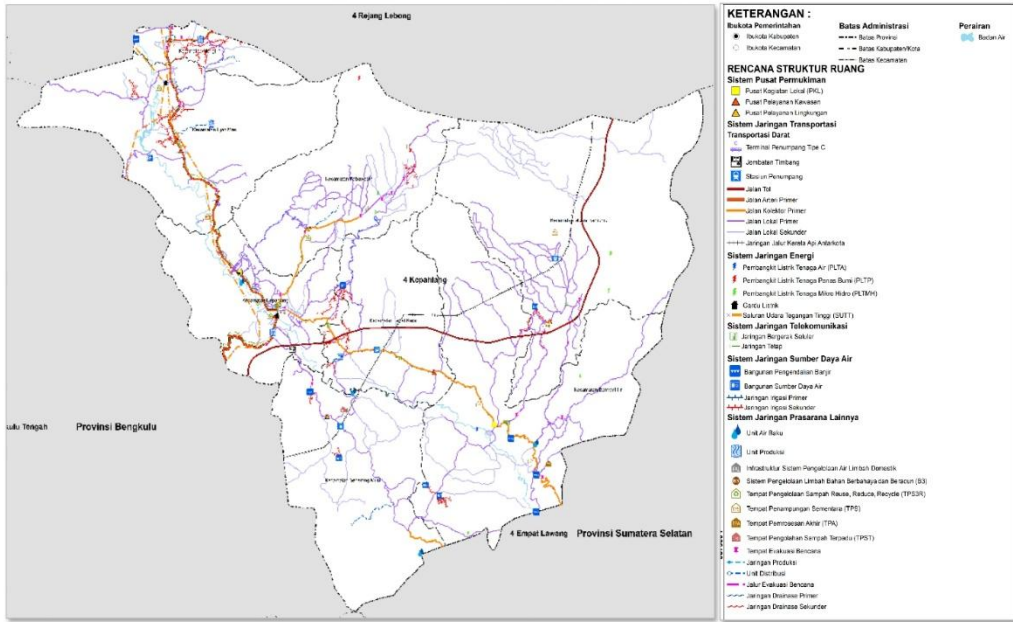 4 Rejang Lebong
4 Kepahiang
Provinsi Bengkulu
4 Empat Lawang
Provinsi Sumatera Selatan
KETERANGAN :
Ibukota Pemerintahan
Ibukota Kabupaten
Ibukota Kecamatan
Batas Administrasi
Batas Provinsi
Batas Kabupaten/Kota
Batas Kecamatan
Perairan
Badan Air
RENCANA STRUKTUR RUANG
Sistem Pusat Permukiman
Pusat Kegiatan Lokal (PKL)
Pusat Pelayanan Kawasan
Pusat Pelayanan Lingkungan
Sistem Jaringan Transportasi
Transportasi Darat
Terminal Penumpang Tipe C
Jembatan Timbang
Stasiun Penumpang
Jalan Tol
Jalan Arteri Primer
Jalan Kolektor Primer
Jalan Lokal Primer
Jalan Lokal Sekunder
Jaringan Jalur Kereta Api Antarkota
Sistem Jaringan Energi
Pembangkit Listrik Tenaga Air (PLTA)
Pembangkit Listrik Tenaga Panas Bumi (PLTP)
Pembangkit Listrik Tenaga Mikro Hidro (PLTMH)
Gardu Listrik
Saluran Udara Tegangan Tinggi (SUTT)
Sistem Jaringan Telekomunikasi
Jaringan Bergerak Seluler
Jaringan Tetap
Sistem Jaringan Sumber Daya Air
Bangunan Pengendalian Banjir
Bangunan Sumber Daya Air
Jaringan Irigasi Primer
Jaringan Irigasi Sekunder
Sistem Jaringan Prasarana Lainnya
Unit Air Baku
Unit Produksi
Infrastruktur Sistem Pengelolaan Air Limbah Domestik
Sistem Pengelolaan Limbah Bahan Berbahaya dan Beracun (B3)
Tempat Pengelolaan Sampah Reuse, Reduce, Recycle (TPS3R)
Tempat Penampungan Sementara (TPS)
Tempat Pemrosesan Akhir (TPA)
Tempat Pengolahan Sampah Terpadu (TPST)
Tempat Evakuasi Bencana
Jaringan Produksi
Unit Distribusi
Jalur Evakuasi Bencana
Jaringan Drainase Primer
Jaringan Drainase Sekunder